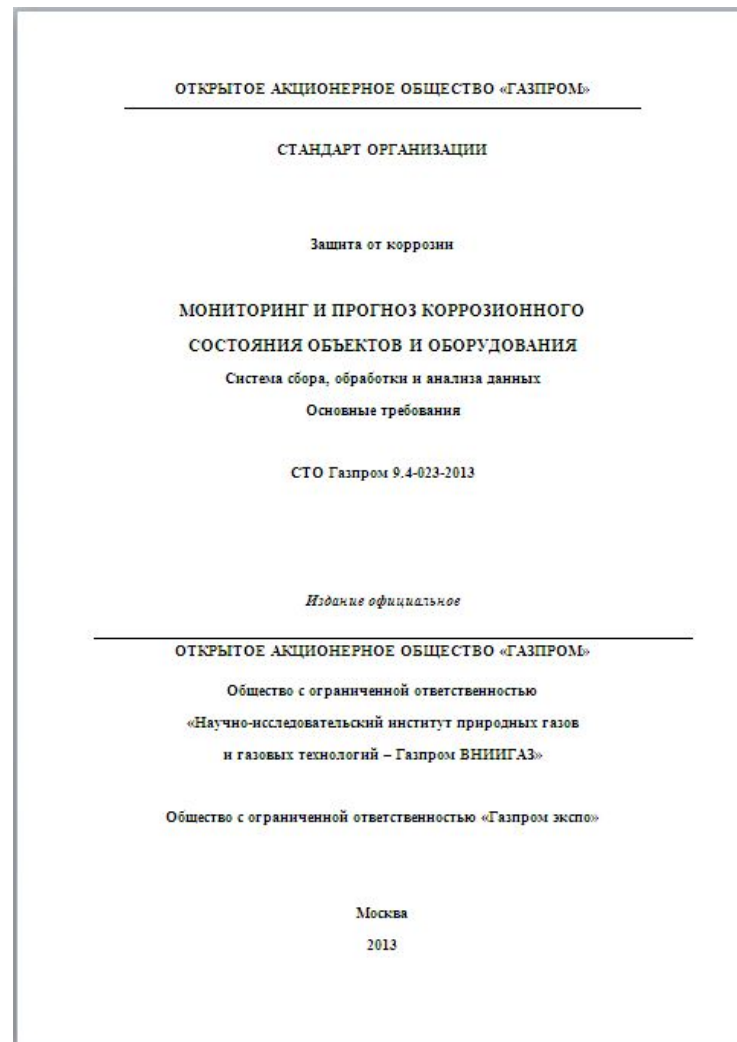 ОТКРЫТОЕ АКЦИОНЕРНОЕ ОБЩЕСТВО «ГАЗПРОМ»
СТАНДАРТ ОРГАНИЗАЦИИ
Защита от коррозии
МОНИТОРИНГ И ПРОГНОЗ КОРРОЗИОННОГО
СОСТОЯНИЯ ОБЪЕКТОВ И ОБОРУДОВАНИЯ
Система сбора, обработки и анализа данных
Основные требования
СТО Газпром 9.4-023-2013
Издание официальное
ОТКРЫТОЕ АКЦИОНЕРНОЕ ОБЩЕСТВО «ГАЗПРОМ»
Общество с ограниченной ответственностью
«Научно-исследовательский институт природных газов
и газовых технологий – Газпром ВНИИГАЗ»
Общество с ограниченной ответственностью «Газпром экспо»
Москва
2013